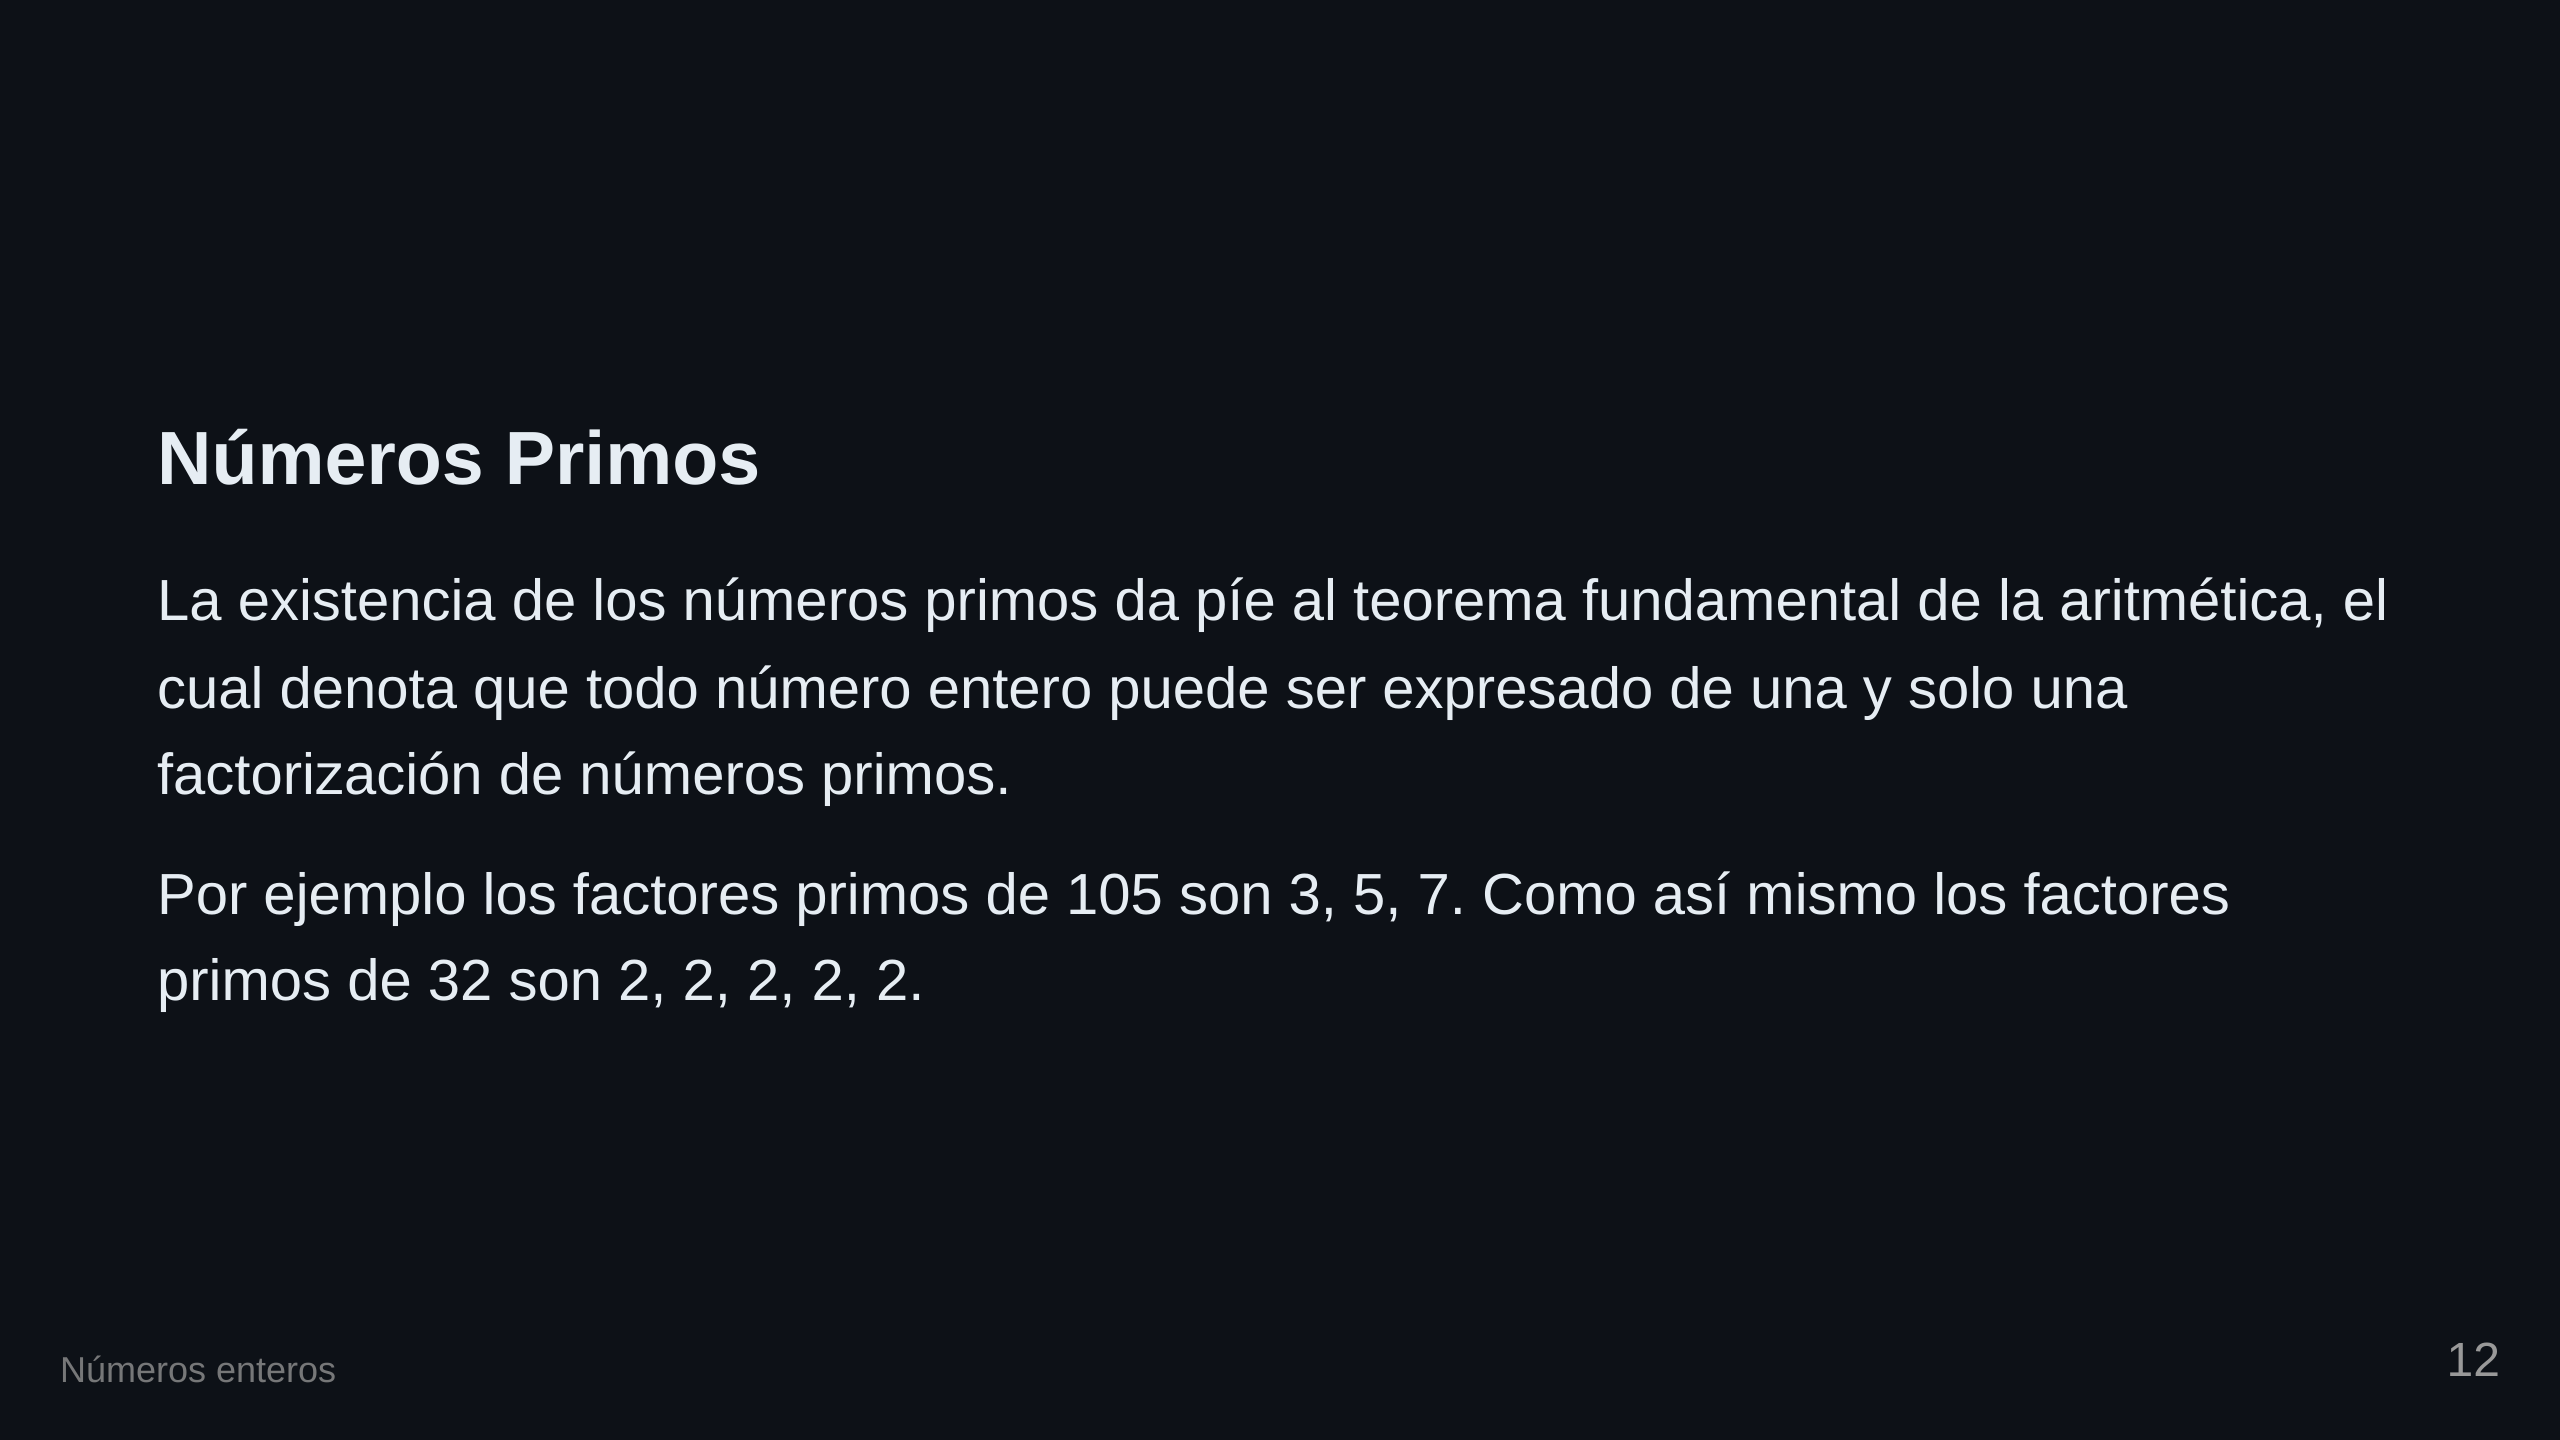 Números Primos
La existencia de los números primos da píe al teorema fundamental de la aritmética, el
cual denota que todo número entero puede ser expresado de una y solo una
factorización de números primos.
Por ejemplo los factores primos de 105 son 3, 5, 7. Como así mismo los factores
primos de 32 son 2, 2, 2, 2, 2.
Números enteros
12